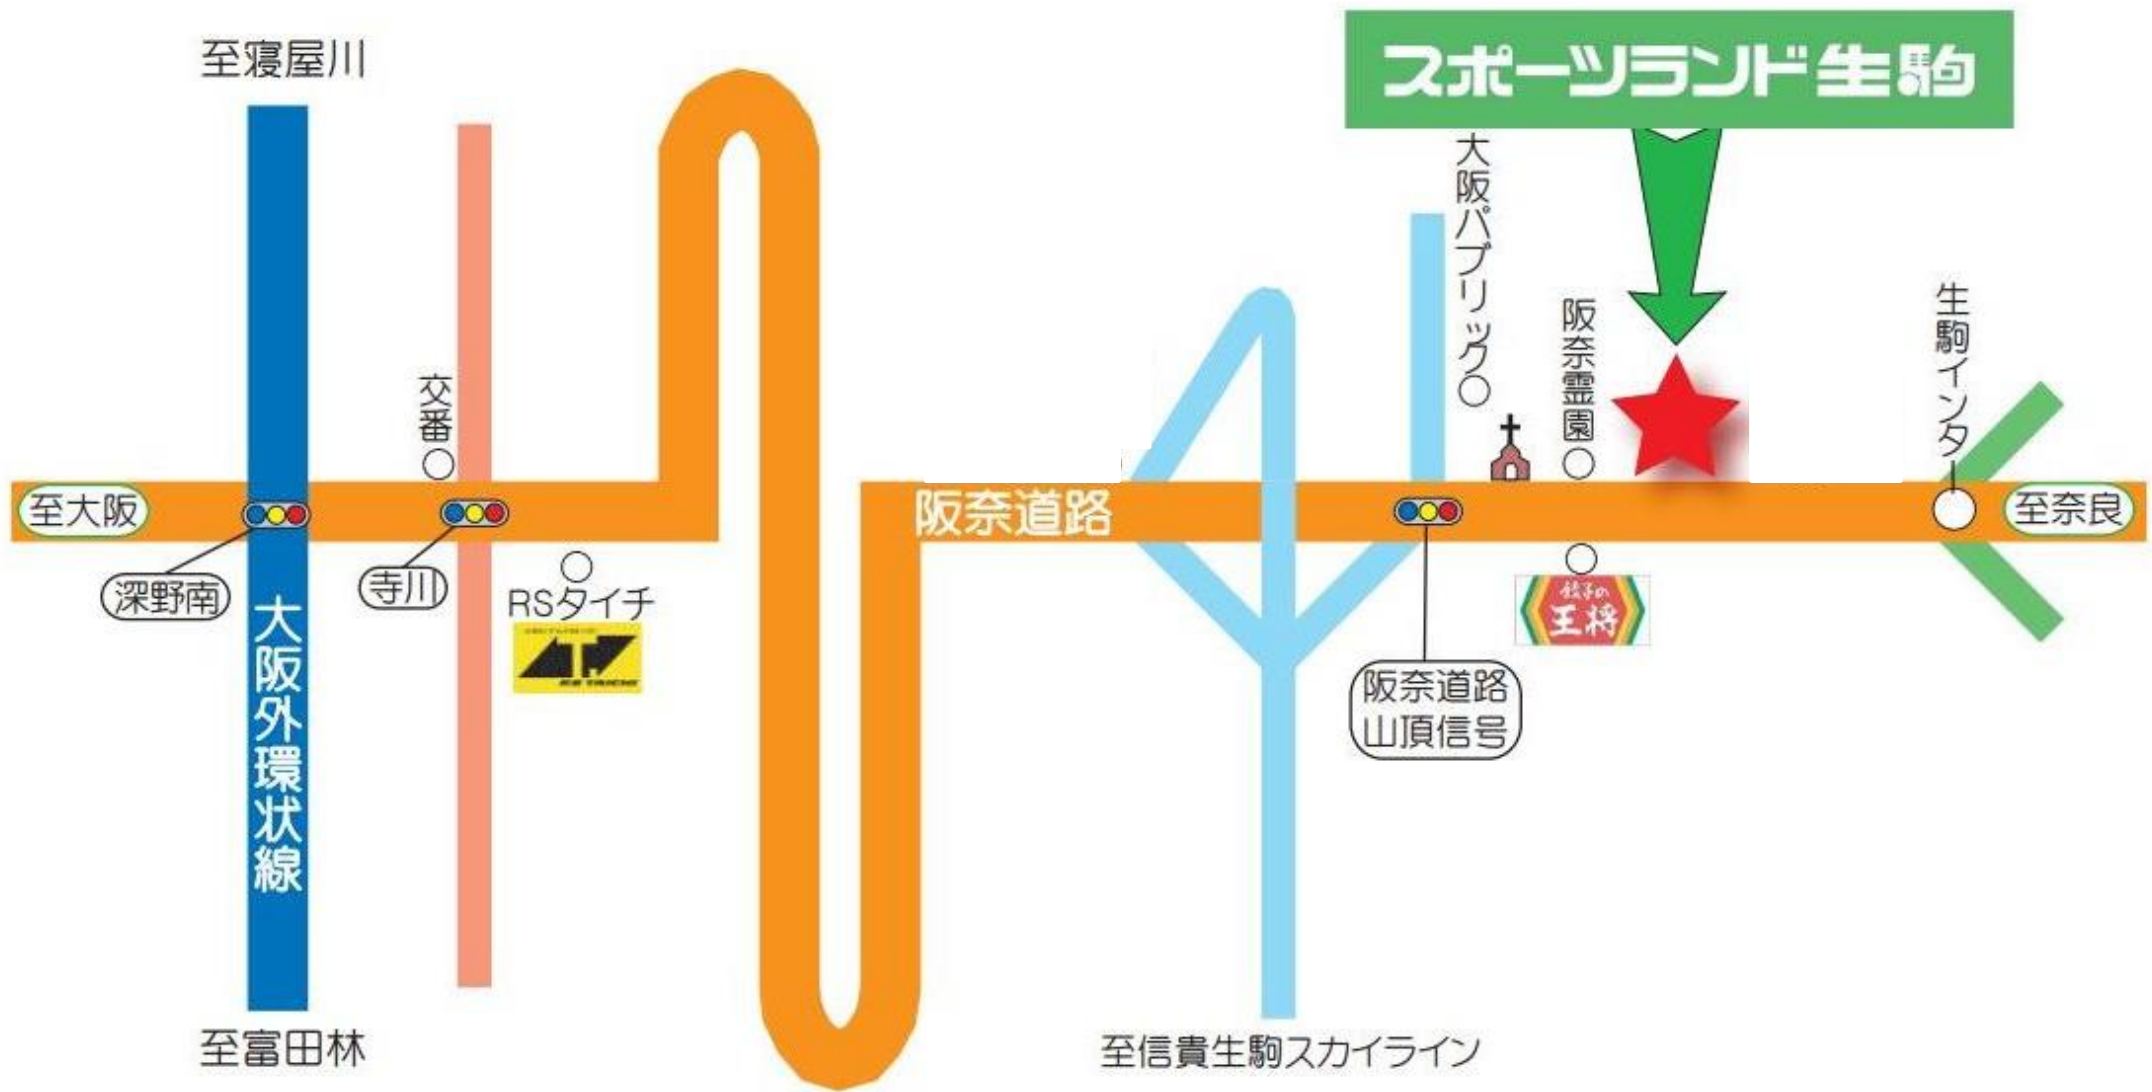 至寝屋川
スポーツランド生駒
大阪パブリック
生駒インタ
阪奈霊園
交番
至大阪
阪奈道路
至奈良
深野南
寺川
RSタイチ
RS TAICHI
餃子の
王将
大阪外環状線
阪奈道路
山頂信号
至富田林
至信貴生駒スカイライン